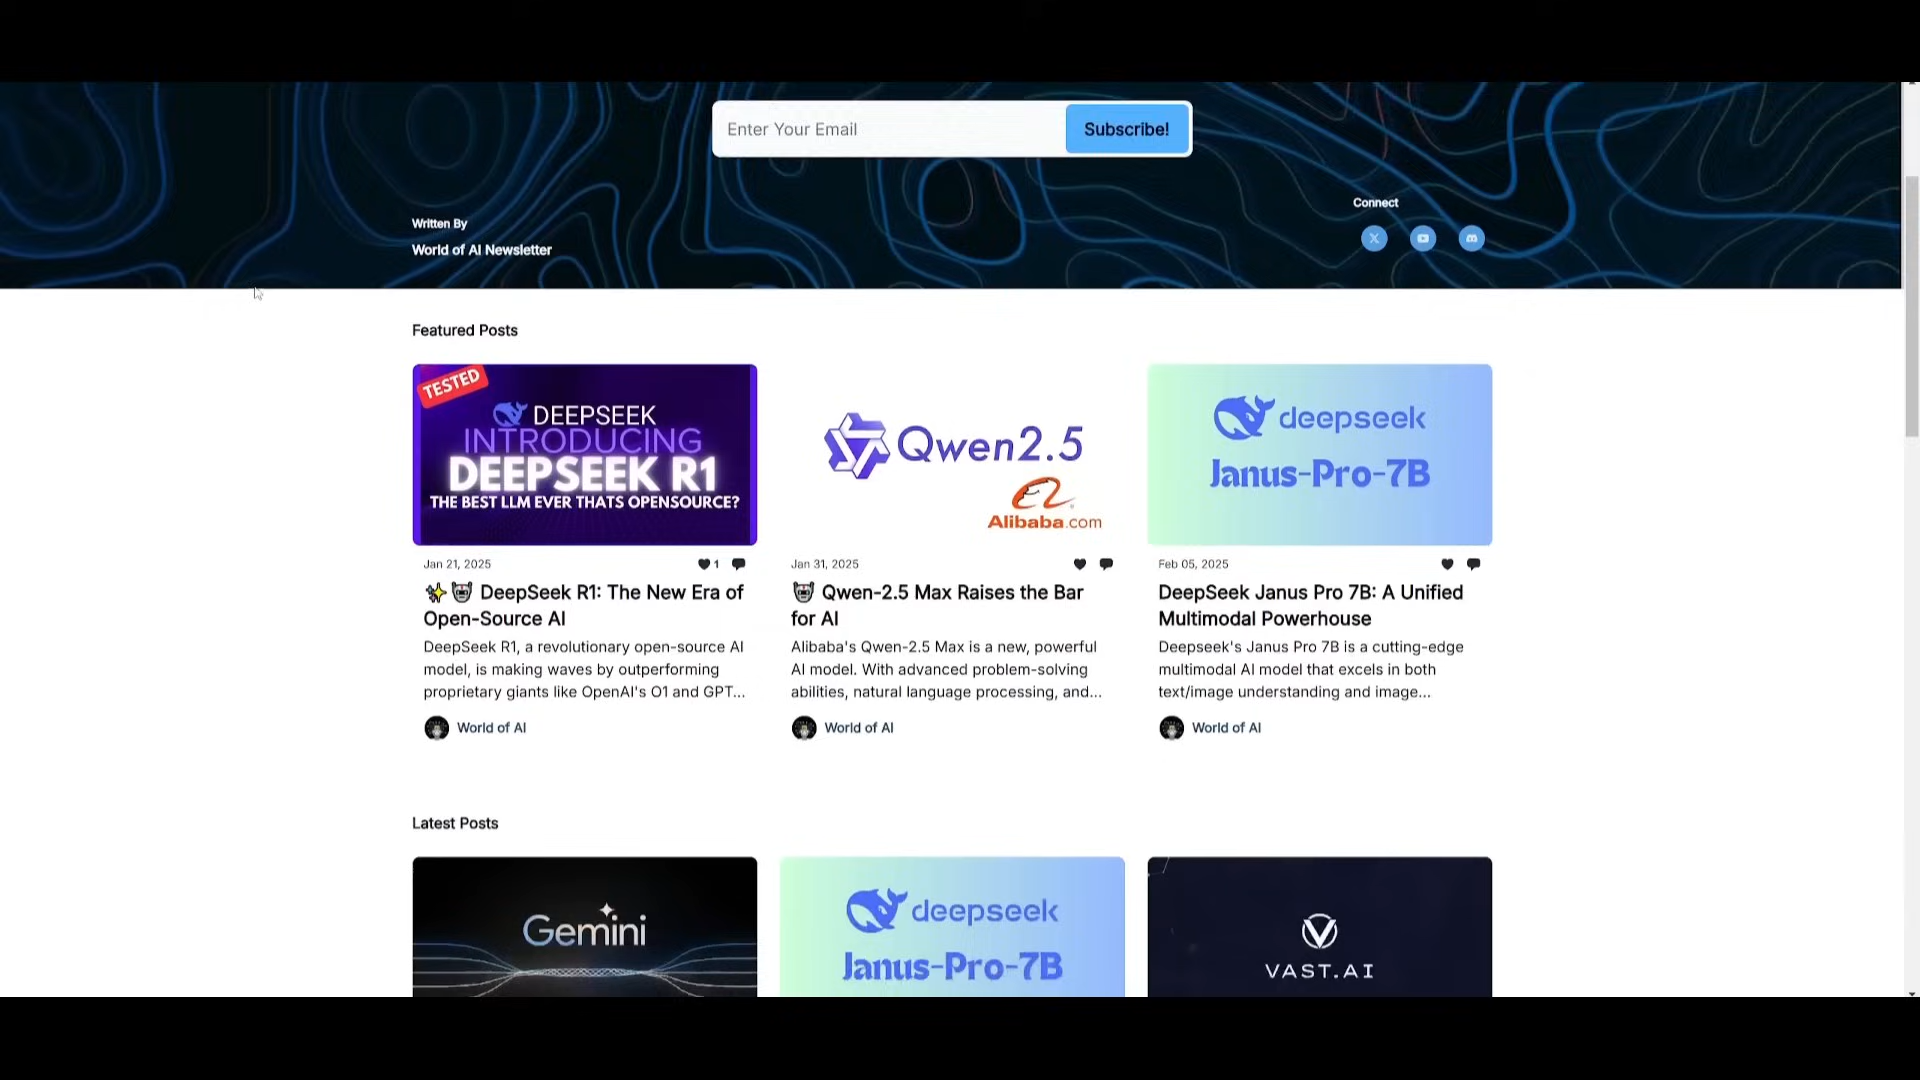 Enter Your Email
Subscribe!
Connect
Written By
World of AI Newsletter
Featured Posts
TESTED
DEEPSEEK
INTRODUCING
DEEPSEEK R1
THE BEST LLM EVER THATS OPENSOURCE?
Qwen2.5
Alibaba.com
deepseek
Janus-Pro-7B
Jan 21, 2025
1
DeepSeek R1: The New Era of
Open-Source AI
DeepSeek R1, a revolutionary open-source AI
model, is making waves by outperforming
proprietary giants like OpenAI's O1 and GPT...
World of AI
Jan 31, 2025
Qwen-2.5 Max Raises the Bar
for AI
Alibaba's Qwen-2.5 Max is a new, powerful
AI model. With advanced problem-solving
abilities, natural language processing, and...
World of AI
Feb 05, 2025
DeepSeek Janus Pro 7B: A Unified
Multimodal Powerhouse
Deepseek's Janus Pro 7B is a cutting-edge
multimodal AI model that excels in both
text/image understanding and image...
World of AI
Latest Posts
Gemini
deepseek
Janus-Pro-7B
VAST.AI